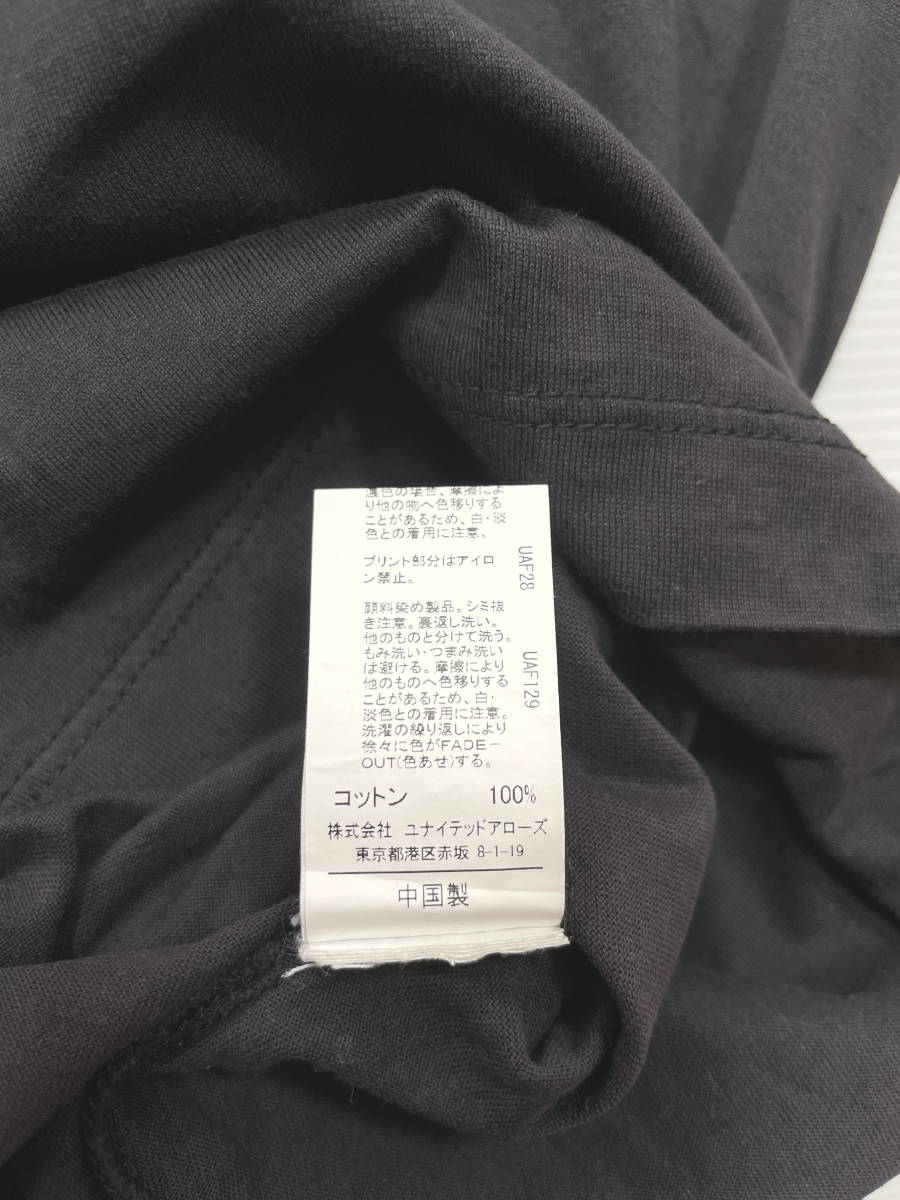 濃色の場合、摩擦によ
り他の物へ色移りする
ことがあるため、白・淡
色との着用に注意。
プリント部分はアイロ
ン禁止。
顔料染め製品。シミ抜
き注意。裏返し洗い。
他のものと分けて洗う。
もみ洗い・つまみ洗い
は避ける。摩擦により
他のものへ色移りする
ことがあるため、白・
淡色との着用に注意。
洗濯の繰り返しにより
徐々に色がFADE－
OUT(色あせ)する。
UAF28
UAF129
コットン 100%
株式会社 ユナイテッドアローズ
東京都港区赤坂 8-1-19
中国製